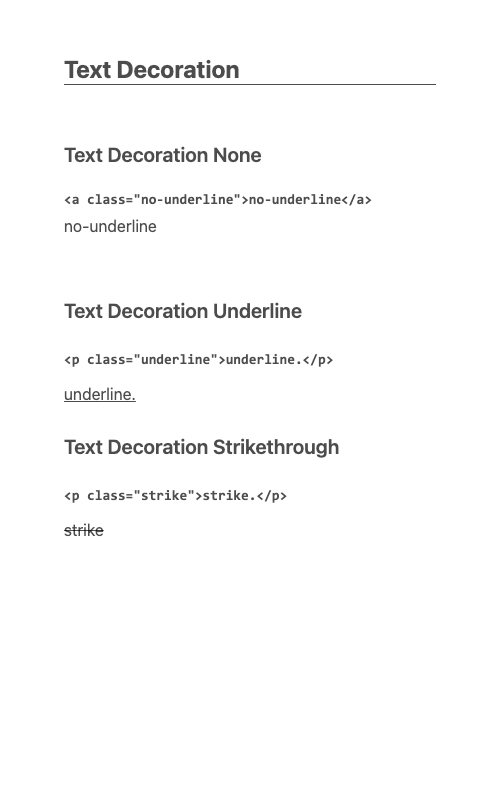 Text Decoration
Text Decoration None
<a class="no-underline">no-underline</a>
no-underline
Text Decoration Underline
<p class="underline">underline.</p>
underline.
Text Decoration Strikethrough
<p class="strike">strike.</p>
strike